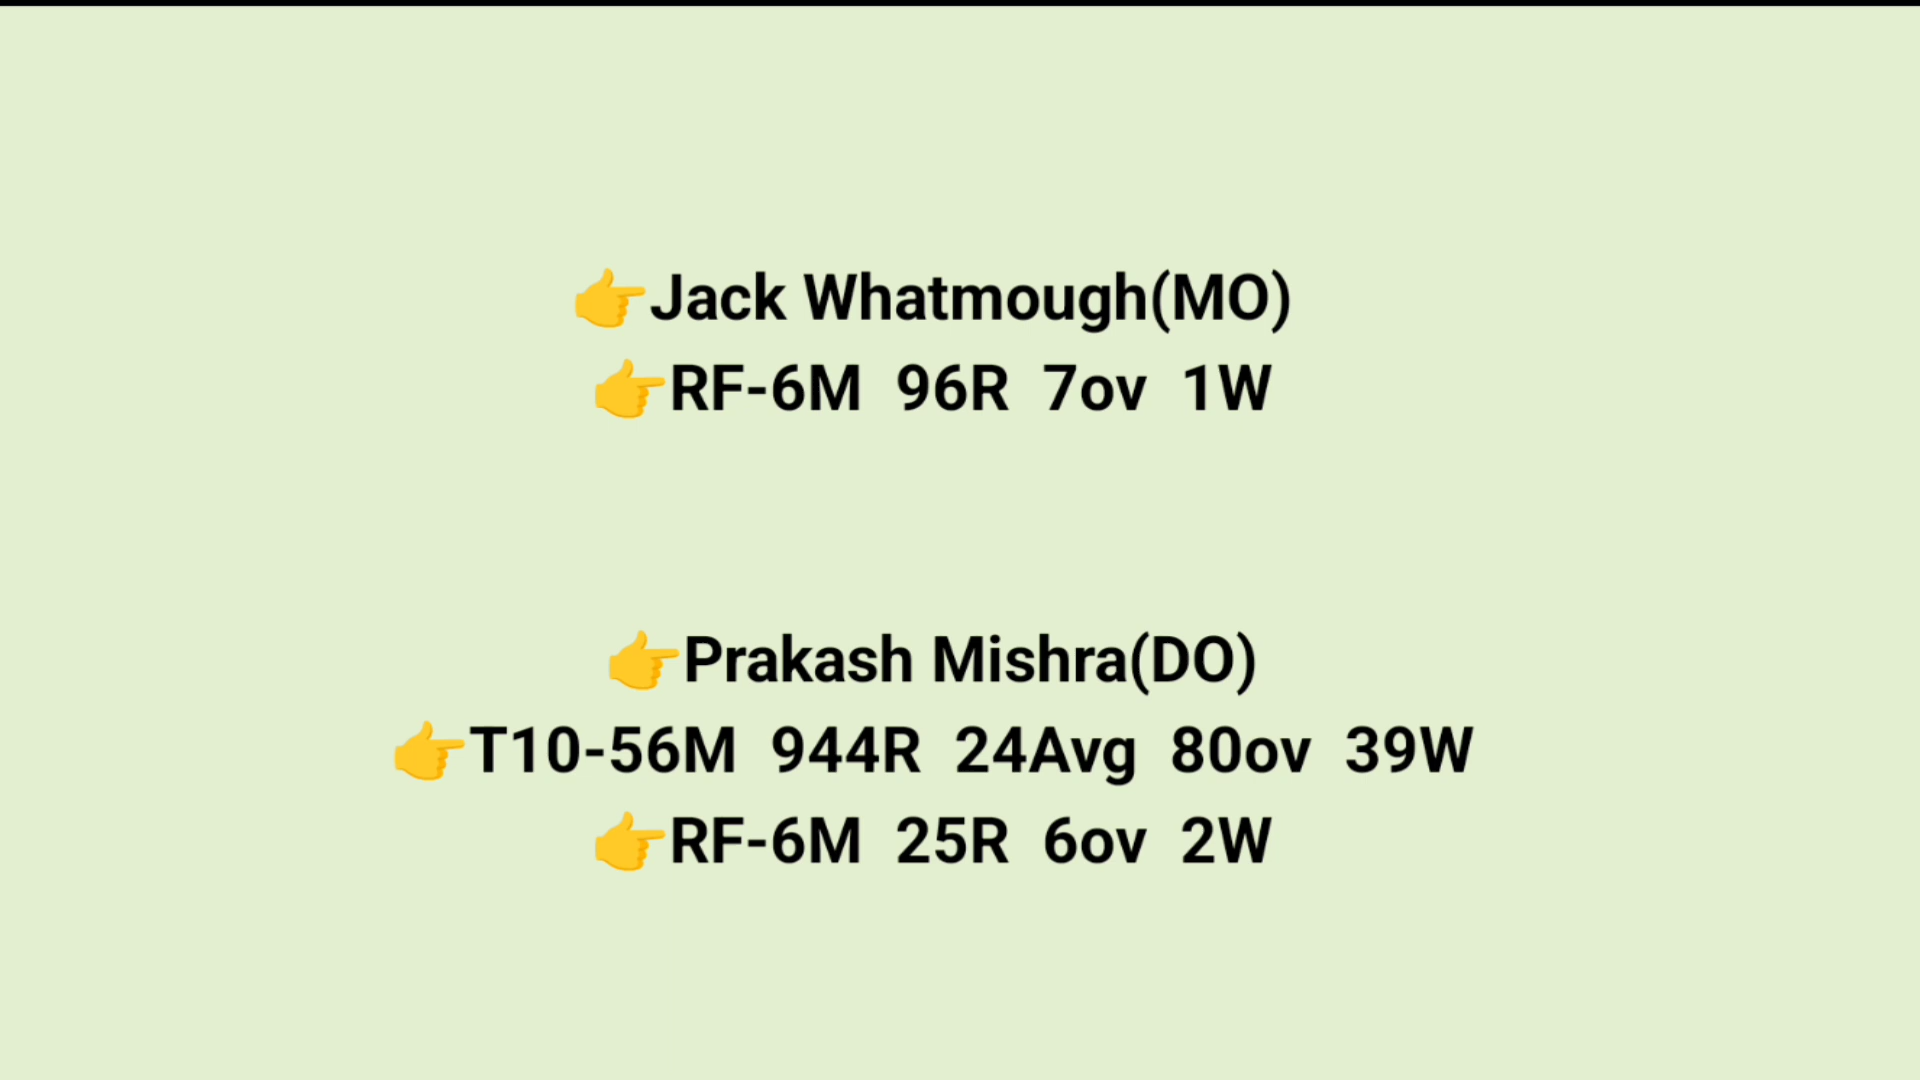 👉Jack Whatmough(MO)
👉RF-6M 96R 7ov 1W
👉Prakash Mishra(DO)
👉T10-56M 944R 24Avg 80ov 39W
👉RF-6M 25R 6ov 2W